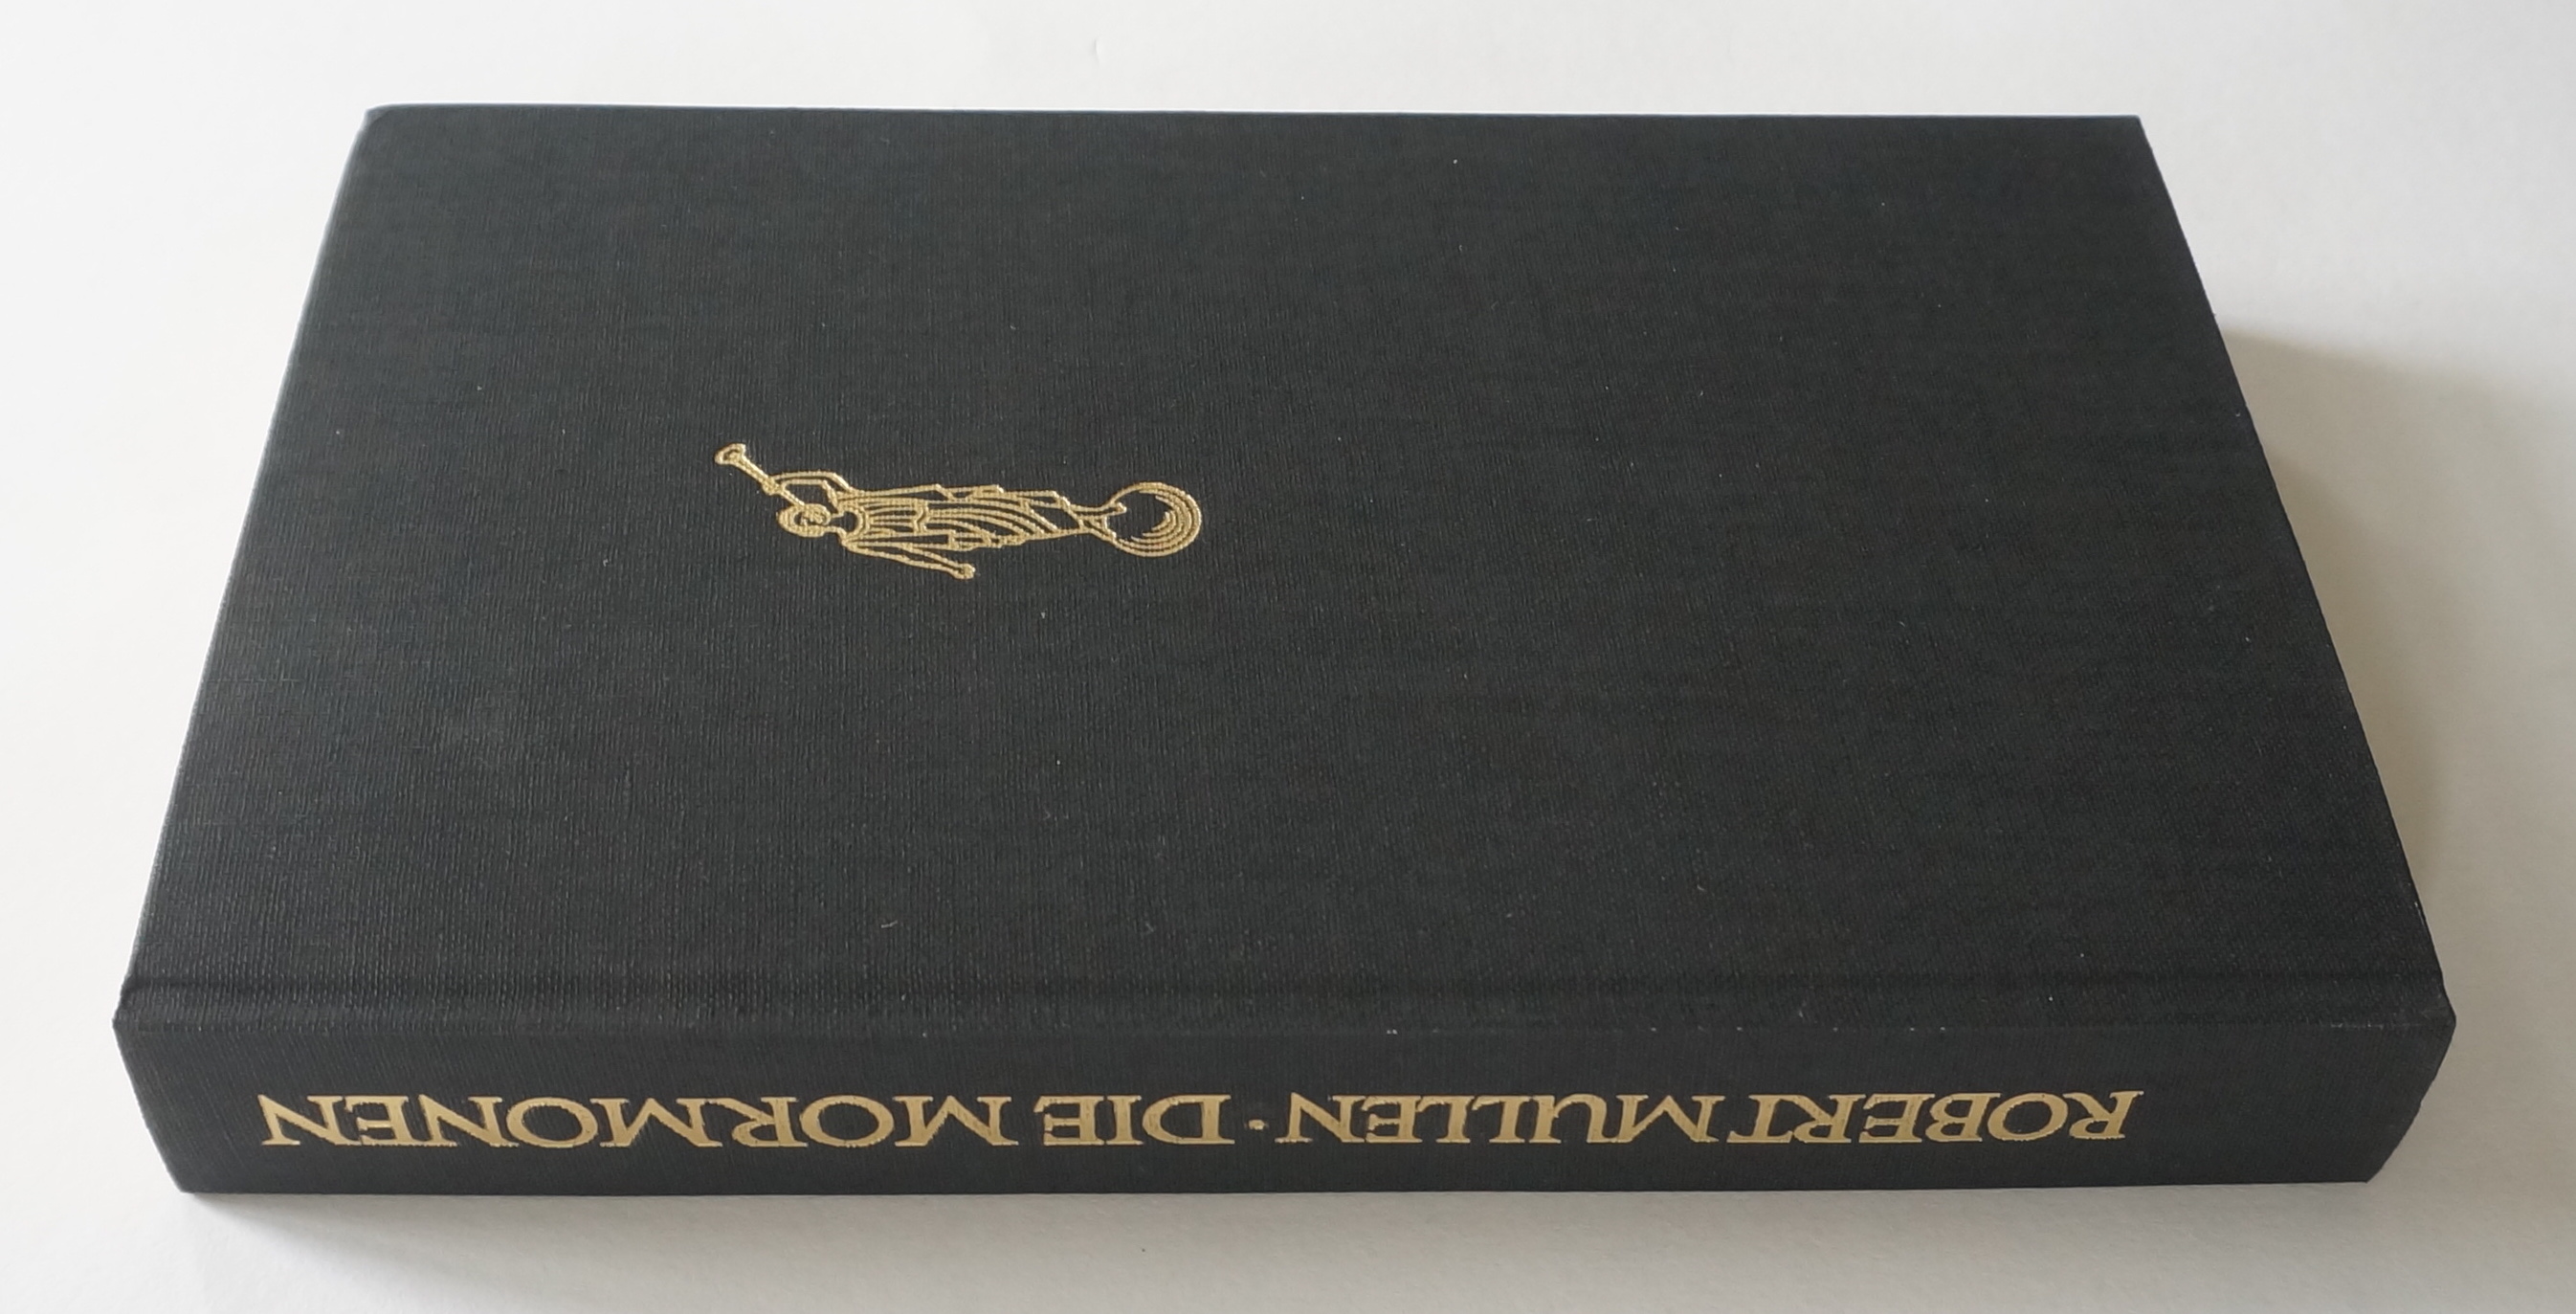 ROBERT MULLEN · DIE MORMONEN